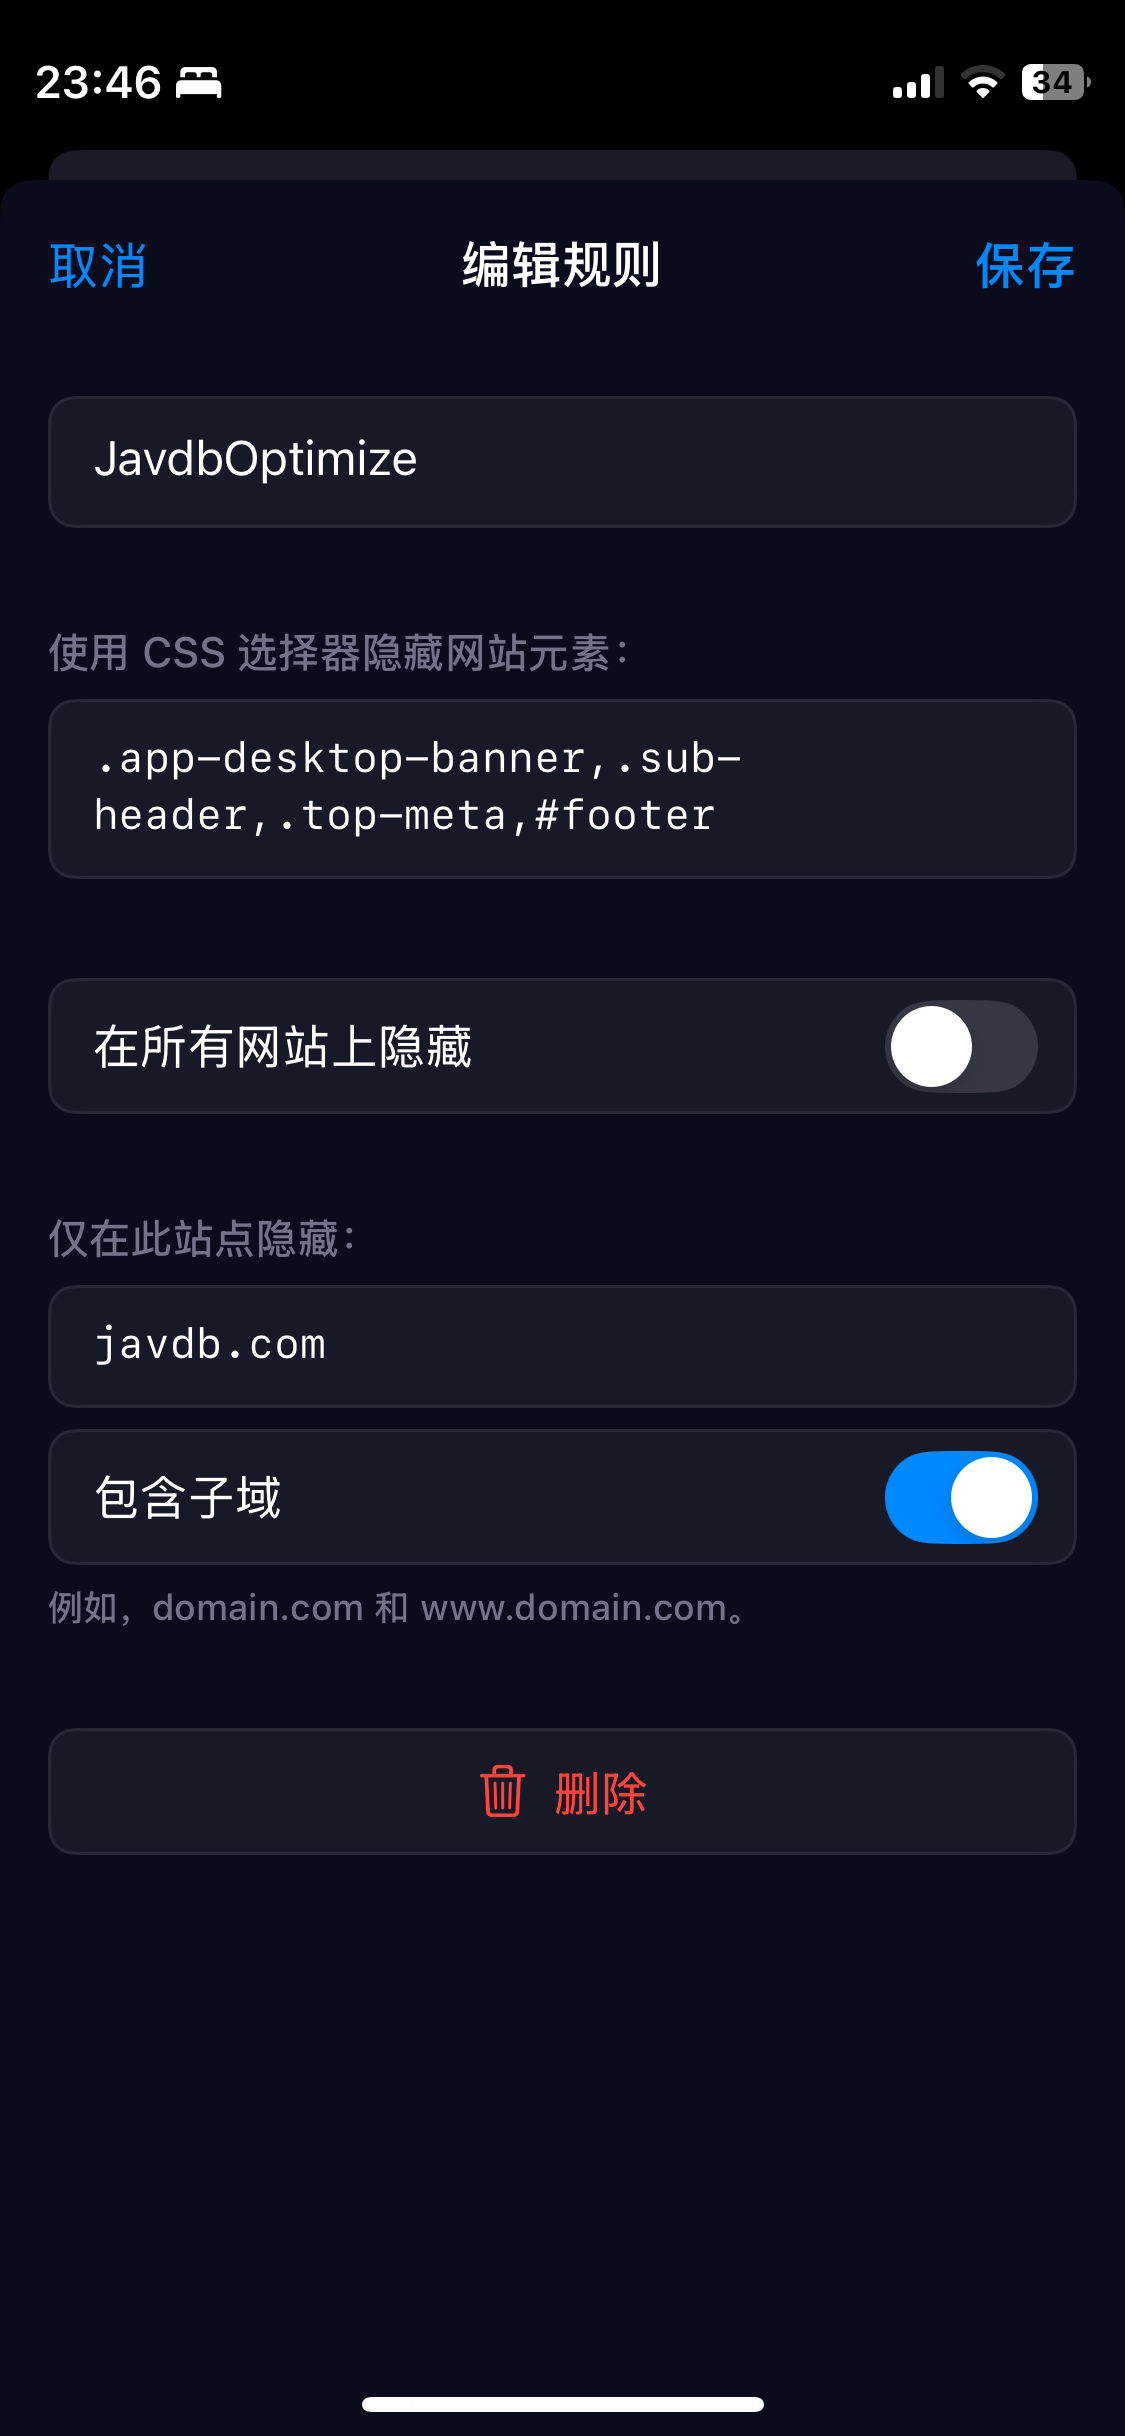 23:46
34
取消 编辑规则 保存
JavdbOptimize
使用 CSS 选择器隐藏网站元素：
.app-desktop-banner,.sub-
header,.top-meta,#footer
在所有网站上隐藏
仅在此站点隐藏：
javdb.com
包含子域
例如，domain.com 和 www.domain.com。
删除